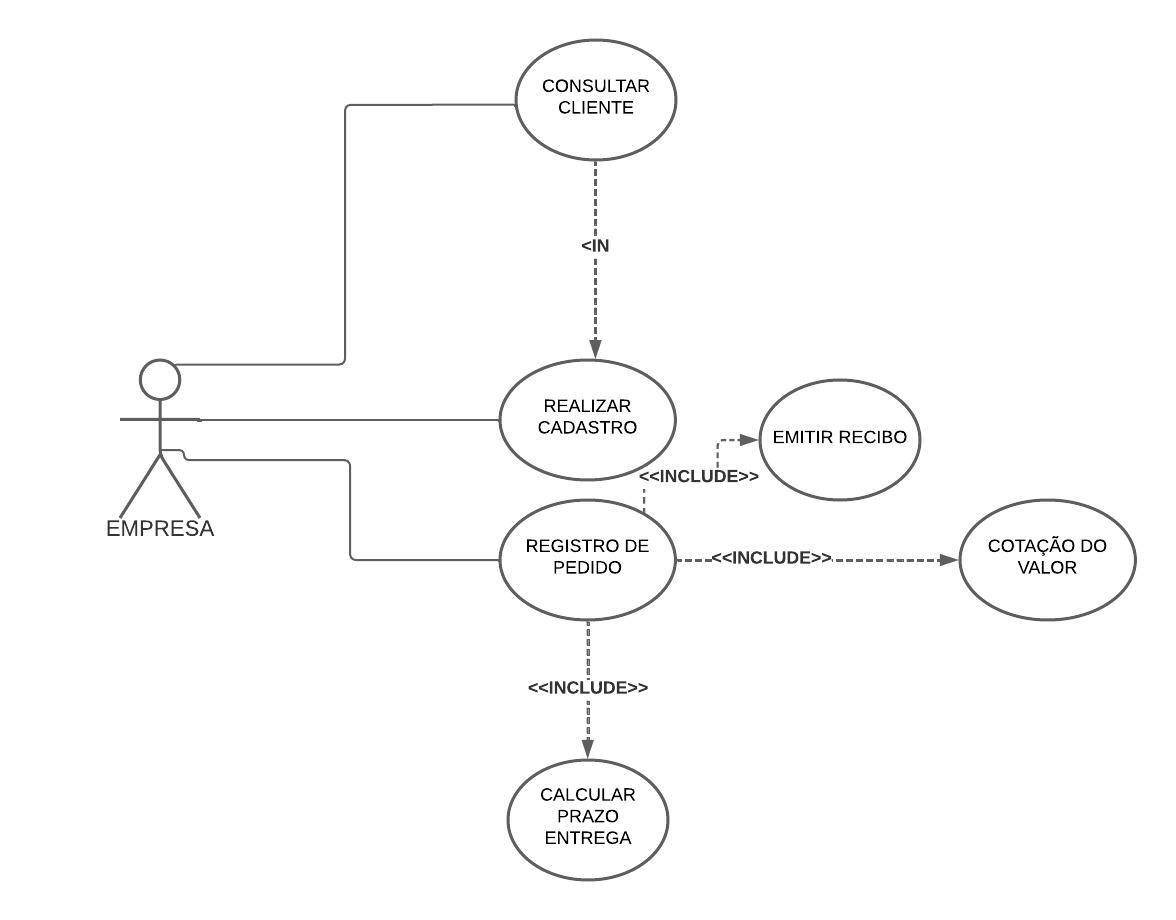 CONSULTAR
CLIENTE
<IN
REALIZAR
CADASTRO
EMITIR RECIBO
<<INCLUDE>>
EMPRESA
REGISTRO DE
PEDIDO
<<INCLUDE>>
COTAÇÃO DO
VALOR
<<INCLUDE>>
CALCULAR
PRAZO
ENTREGA